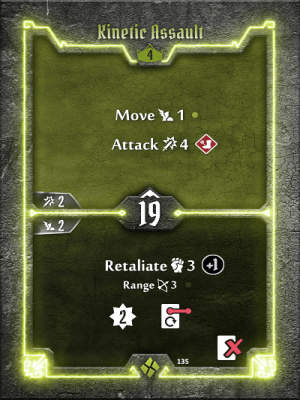 Kinetic Assault
4
Move 1
Attack 4
2
19
2
Retaliate 3 +1
Range 3
2
135